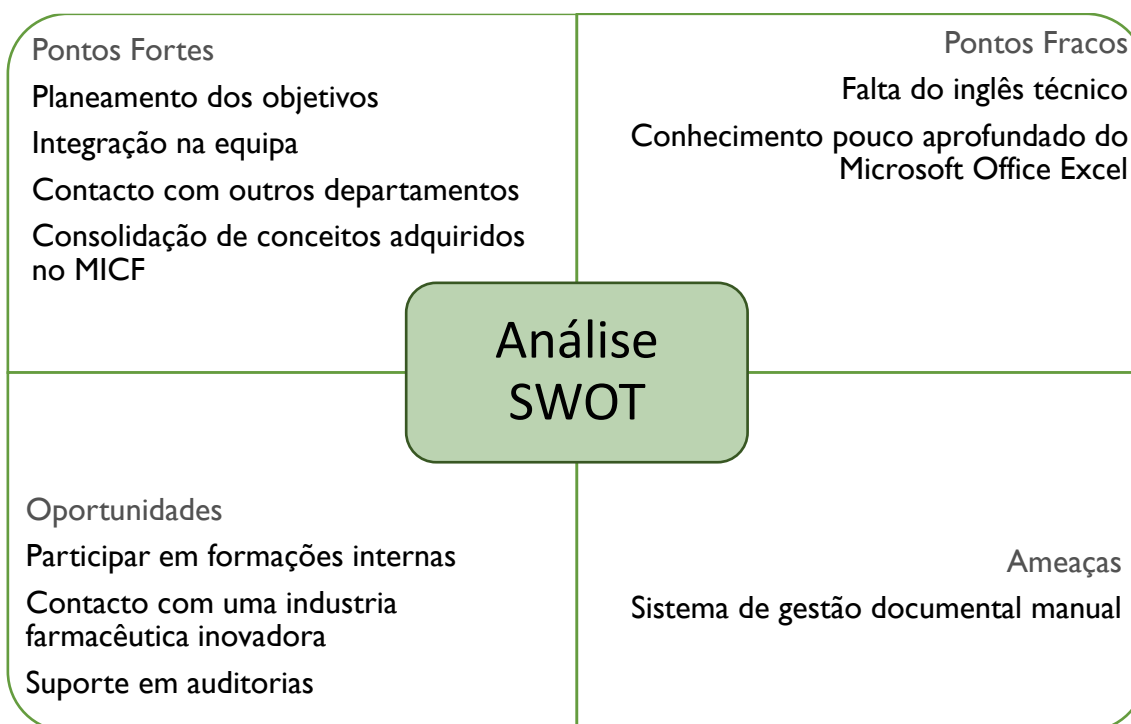 Pontos Fortes
Planeamento dos objetivos
Integração na equipa
Contacto com outros departamentos
Consolidação de conceitos adquiridos
no MICF
Pontos Fracos
Falta do inglês técnico
Conhecimento pouco aprofundado do
Microsoft Office Excel
Análise
SWOT
Oportunidades
Participar em formações internas
Contacto com uma industria
farmacêutica inovadora
Suporte em auditorias
Ameaças
Sistema de gestão documental manual